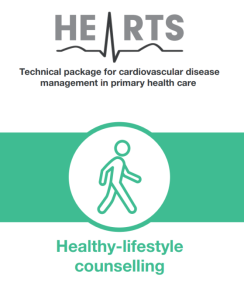 HEARTS
Technical package for cardiovascular disease
management in primary health care
Healthy-lifestyle
counselling